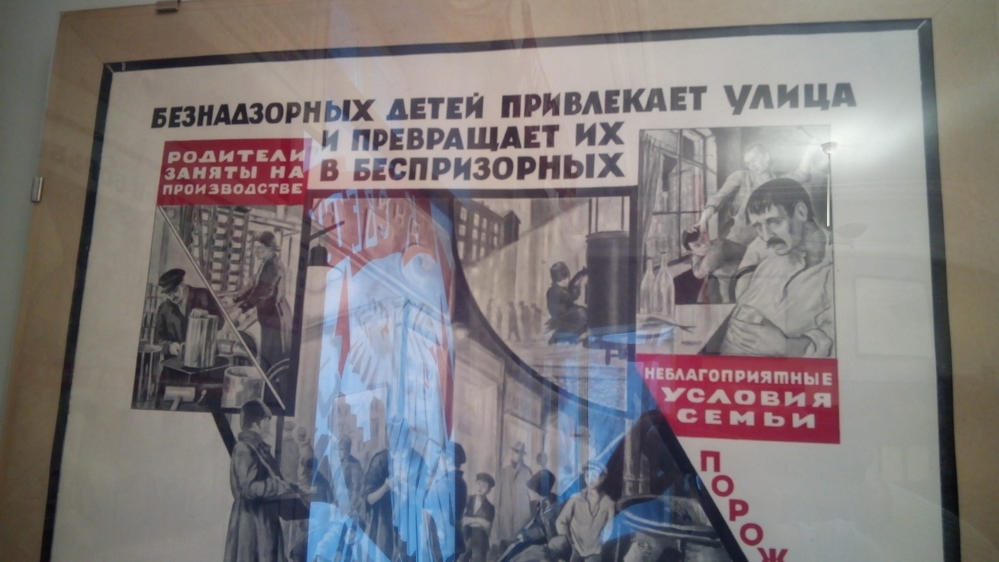 БЕЗНАДЗОРНЫХ ДЕТЕЙ ПРИВЛЕКАЕТ УЛИЦА
И ПРЕВРАЩАЕТ ИХ
В БЕСПРИЗОРНЫХ
РОДИТЕЛИ
ЗАНЯТЫ НА
ПРОИЗВОДСТВЕ
НЕБЛАГОПРИЯТНЫЕ
УСЛОВИЯ
СЕМЬИ
ПОРОЖ